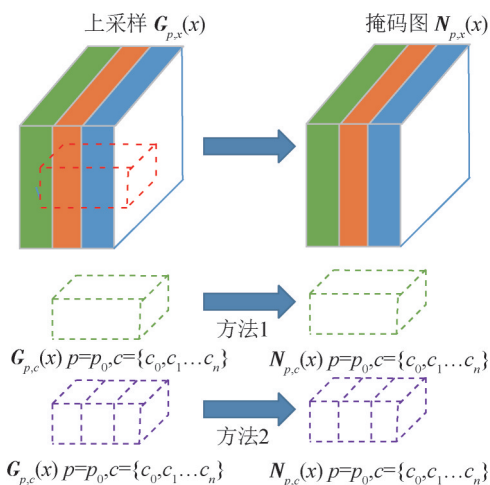 上采样 G_{p,x}(x) 掩码图 N_{p,x}(x)
方法1
G_{p,c}(x) p=p_0,c={c_0,c_1…c_n} N_{p,c}(x) p=p_0,c={c_0,c_1…c_n}
方法2
G_{p,c}(x) p=p_0,c={c_0,c_1…c_n} N_{p,c}(x) p=p_0,c={c_0,c_1…c_n}